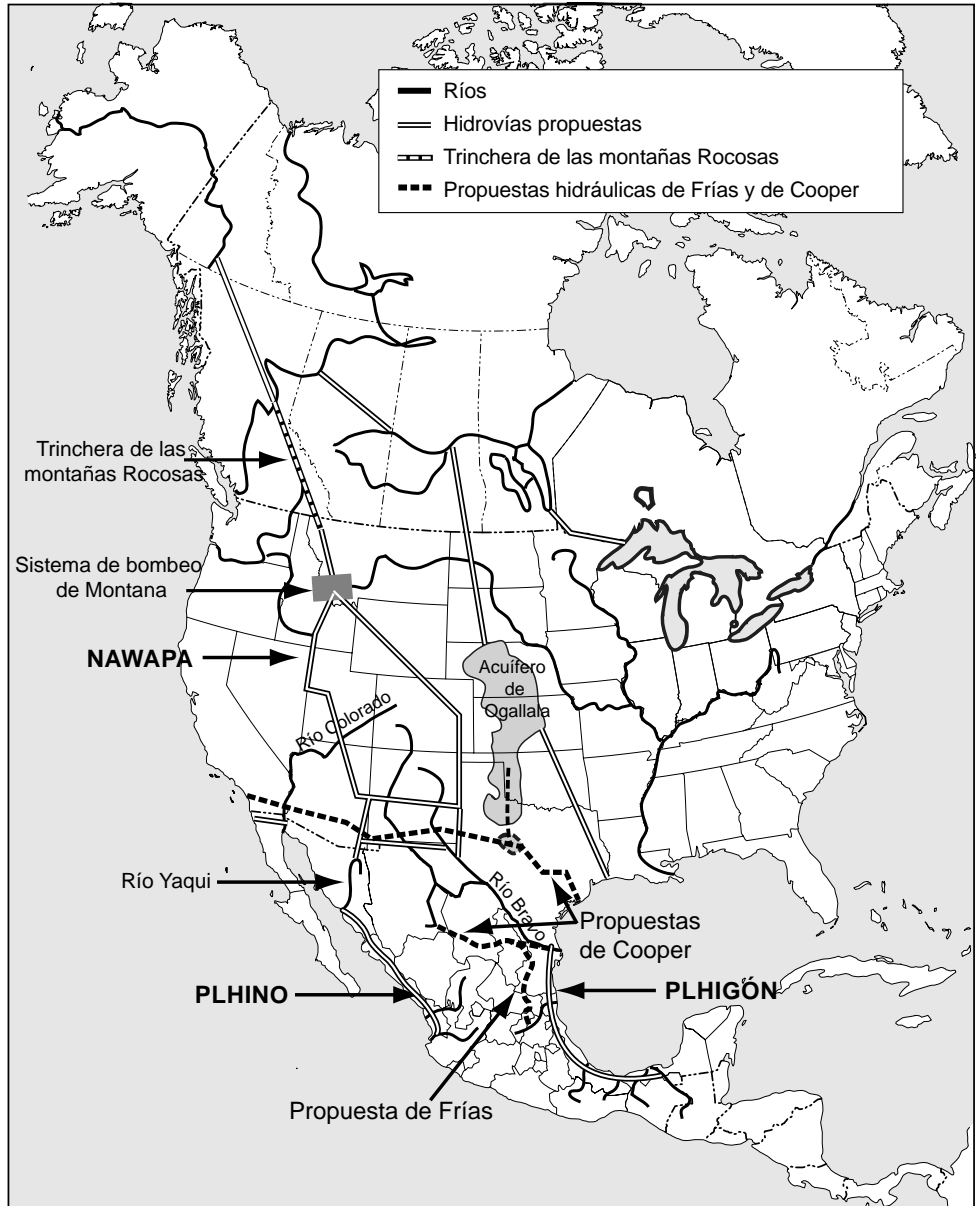 Ríos
Hidrovías propuestas
Trinchera de las montañas Rocosas
Propuestas hidráulicas de Frías y de Cooper
Trinchera de las
montañas Rocosas
Sistema de bombeo
de Montana
NAWAPA
Acuífero
de
Ogallala
Río Colorado
Río Yaqui
Río Bravo
Propuestas
de Cooper
PLHINO
PLHIGÓN
Propuesta de Frías